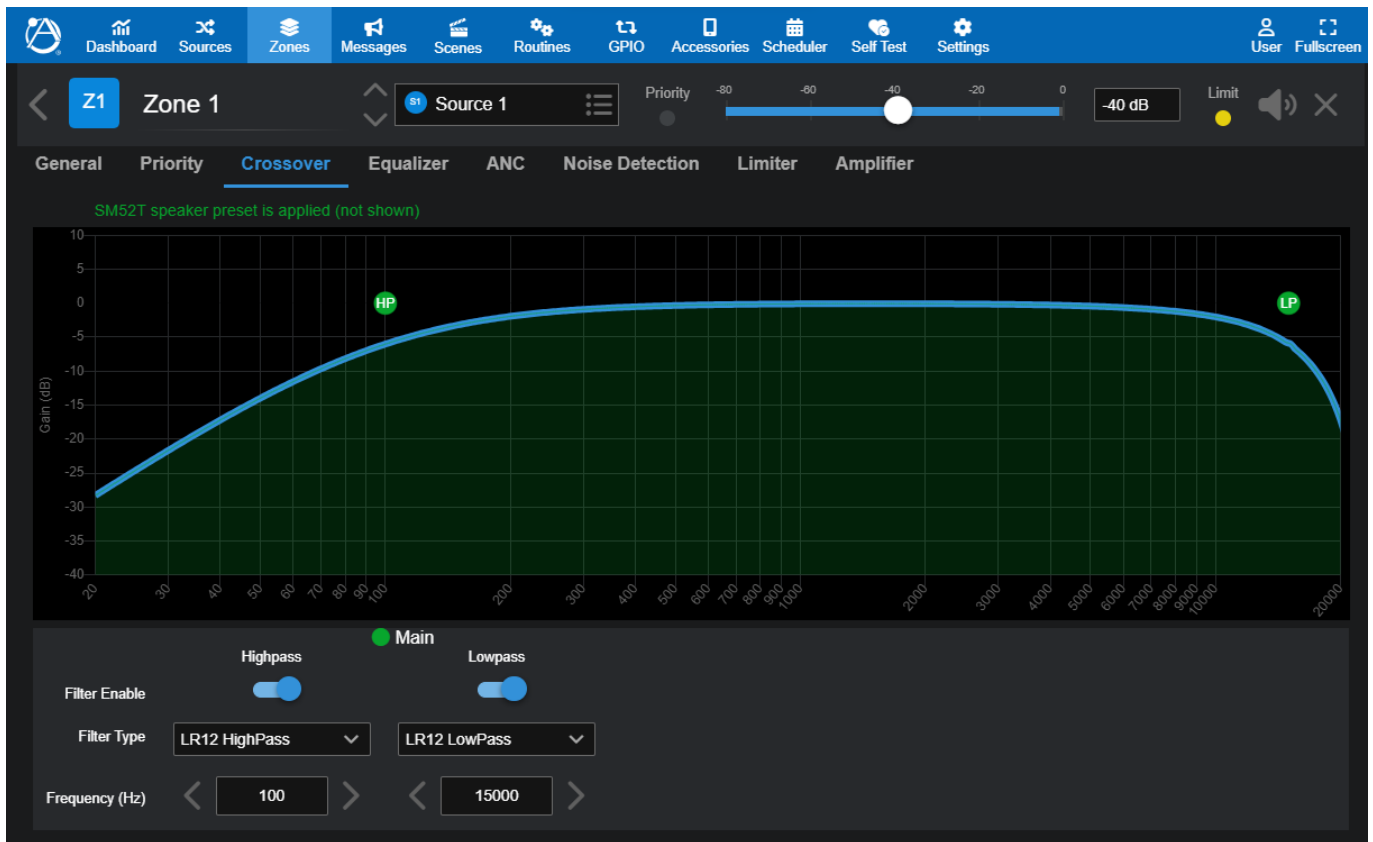 Dashboard Sources Zones Messages Scenes Routines GPIO Accessories Scheduler Self Test Settings User Fullscreen
Z1 Zone 1 S1 Source 1 Priority -80 -60 -40 -20 0 -40 dB Limit
General Priority Crossover Equalizer ANC Noise Detection Limiter Amplifier
SM52T speaker preset is applied (not shown)
10
5
0
-5
-10
-15
-20
-25
-30
-35
-40
Gain (dB)
HP
LP
20 30 40 50 60 70 80 90 100 200 300 400 500 600 700 800 900 1000 2000 3000 4000 5000 6000 7000 8000 9000 10000 20000
Main
Highpass Lowpass
Filter Enable
Filter Type LR12 HighPass LR12 LowPass
Frequency (Hz) 100 15000